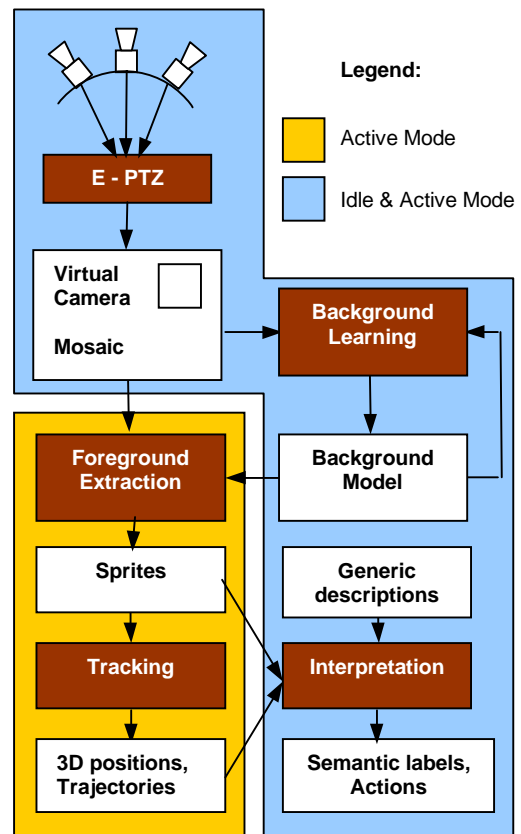 Legend:
Active Mode
Idle & Active Mode
E - PTZ
Virtual
Camera
Mosaic
Background
Learning
Foreground
Extraction
Background
Model
Sprites
Generic
descriptions
Tracking
Interpretation
3D positions,
Trajectories
Semantic labels,
Actions